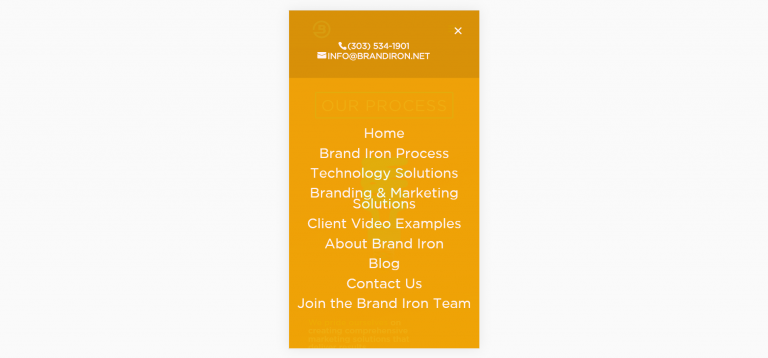 (303) 534-1901
INFO@BRANDIRON.NET
OUR PROCESS
Home
Brand Iron Process
Technology Solutions
Branding & Marketing
Solutions
Client Video Examples
About Brand Iron
Blog
Contact Us
Join the Brand Iron Team